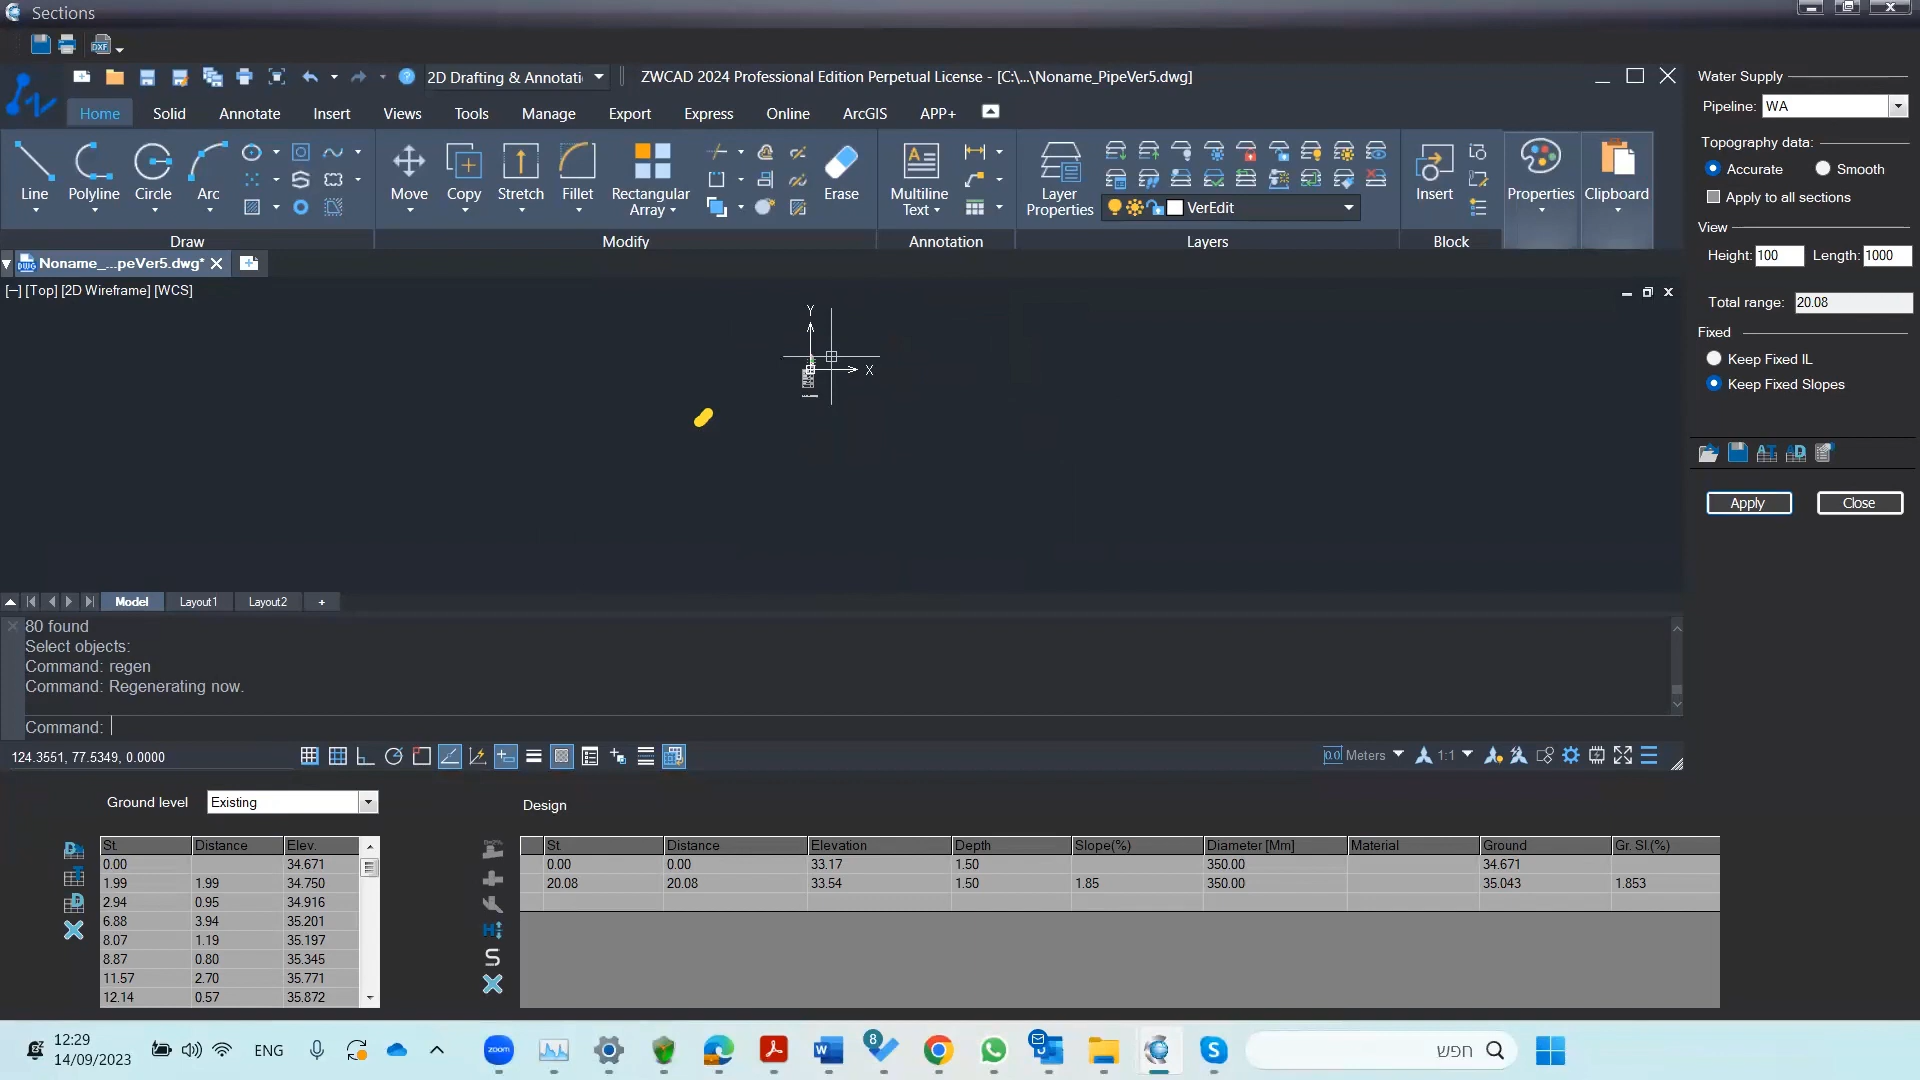 Sections
DXF
2D Drafting & Annotati
ZWCAD 2024 Professional Edition Perpetual License - [C:\...\Noname_PipeVer5.dwg]
Home Solid Annotate Insert Views Tools Manage Export Express Online ArcGIS APP+
Line Polyline Circle Arc
Move Copy Stretch Fillet Rectangular Array Erase
Multiline Text
Layer Properties
VerEdit
Insert
Properties
Clipboard
Draw Modify Annotation Layers Block
Noname_...peVer5.dwg*
[−] [Top] [2D Wireframe] [WCS]
Y
X
Model Layout1 Layout2 +
80 found
Select objects:
Command: regen
Command: Regenerating now.
Command:
124.3551, 77.5349, 0.0000
Meters 1:1
Water Supply
Pipeline: WA
Topography data:
Accurate Smooth
Apply to all sections
View
Height: 100 Length: 1000
Total range: 20.08
Fixed
Keep Fixed IL
Keep Fixed Slopes
Apply Close
Ground level Existing
St. Distance Elev.
0.00 34.671
1.99 1.99 34.750
2.94 0.95 34.916
6.88 3.94 35.201
8.07 1.19 35.197
8.87 0.80 35.345
11.57 2.70 35.771
12.14 0.57 35.872
Design
St. Distance Elevation Depth Slope(%) Diameter [Mm] Material Ground Gr. Sl.(%)
0.00 0.00 33.17 1.50 350.00 34.671
20.08 20.08 33.54 1.50 1.85 350.00 35.043 1.853
12:29
14/09/2023
ENG
zoom
8
חפש